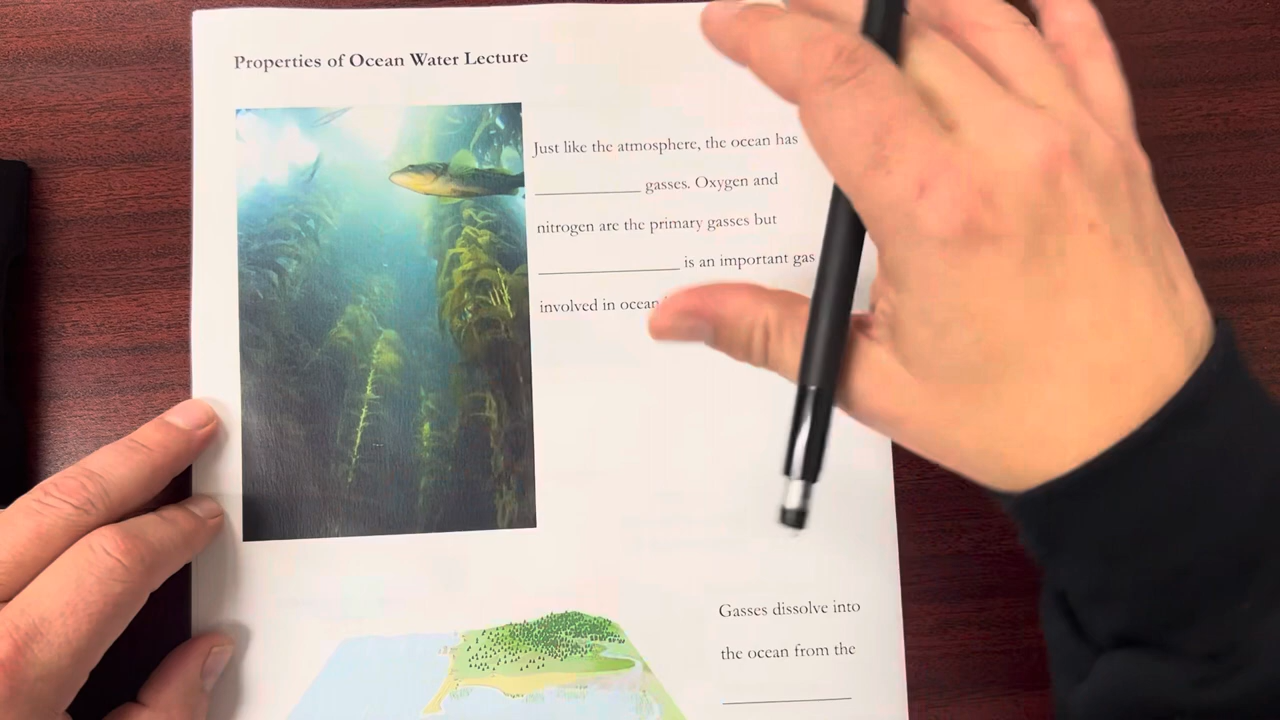 Properties of Ocean Water Lecture
Just like the atmosphere, the ocean has
____________ gasses. Oxygen and
nitrogen are the primary gasses but
________________ is an important gas
involved in ocean
Gasses dissolve into
the ocean from the
_______________